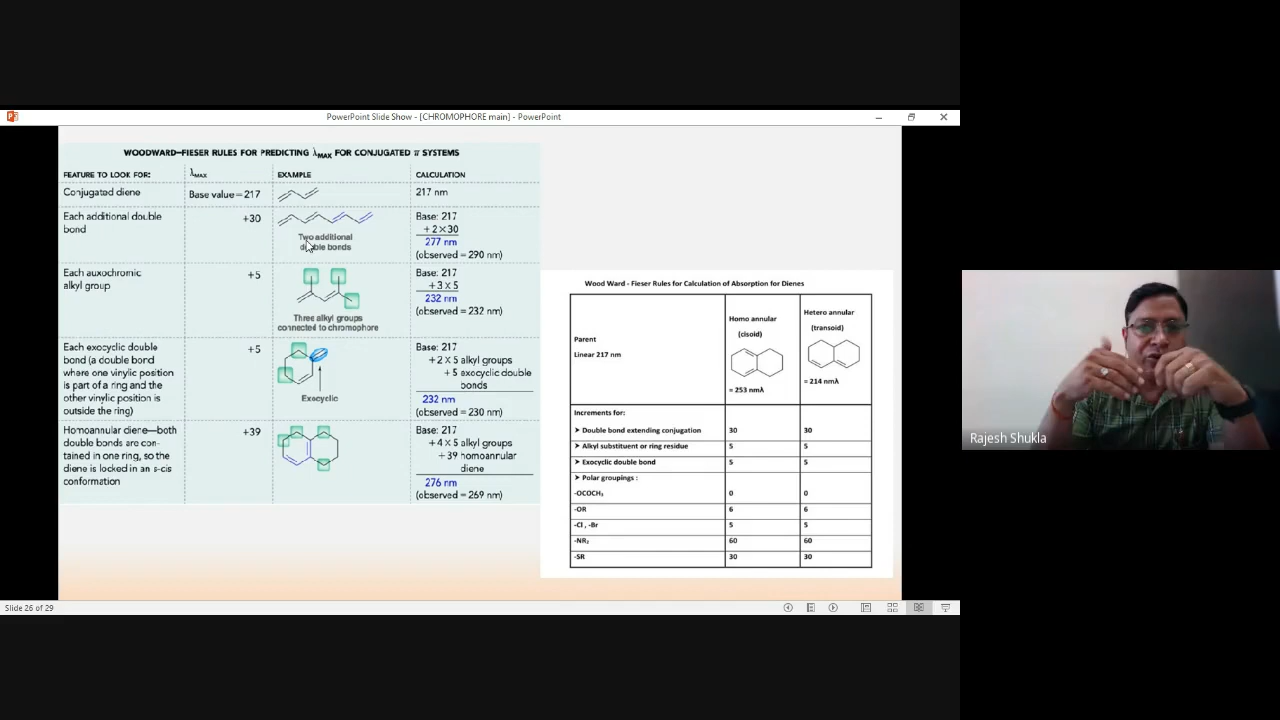 PowerPoint Slide Show - [CHROMOPHORE main] - PowerPoint
WOODWARD–FIESER RULES FOR PREDICTING λMAX FOR CONJUGATED π SYSTEMS
FEATURE TO LOOK FOR: λMAX EXAMPLE CALCULATION
Conjugated diene Base value = 217 217 nm
Each additional double
bond
+30
Two additional
double bonds
Base: 217
+ 2 × 30
277 nm
(observed = 290 nm)
Each auxochromic
alkyl group
+5
Three alkyl groups
connected to chromophore
Base: 217
+ 3 × 5
232 nm
(observed = 232 nm)
Each exocyclic double
bond (a double bond
where one vinylic position
is part of a ring and the
other vinylic position is
outside the ring)
+5
Exocyclic
Base: 217
+2 × 5 alkyl groups
+ 5 exocyclic double
bonds
232 nm
(observed = 230 nm)
Homoannular diene—both
double bonds are con-
tained in one ring, so the
diene is locked in an s-cis
conformation
+39
Base: 217
+ 4 × 5 alkyl groups
+ 39 homoannular
diene
276 nm
(observed = 269 nm)
Wood Ward - Fieser Rules for Calculation of Absorption for Dienes
Parent
Linear 217 nm
Homo annular
(cisoid)
= 253 nmλ
Hetero annular
(transoid)
= 214 nmλ
Increments for:
➤ Double bond extending conjugation 30 30
➤ Alkyl substituent or ring residue 5 5
➤ Exocyclic double bond 5 5
➤ Polar groupings :
-OCOCH₃ 0 0
-OR 6 6
-Cl , -Br 5 5
-NR₂ 60 60
-SR 30 30
Slide 26 of 29
Rajesh Shukla